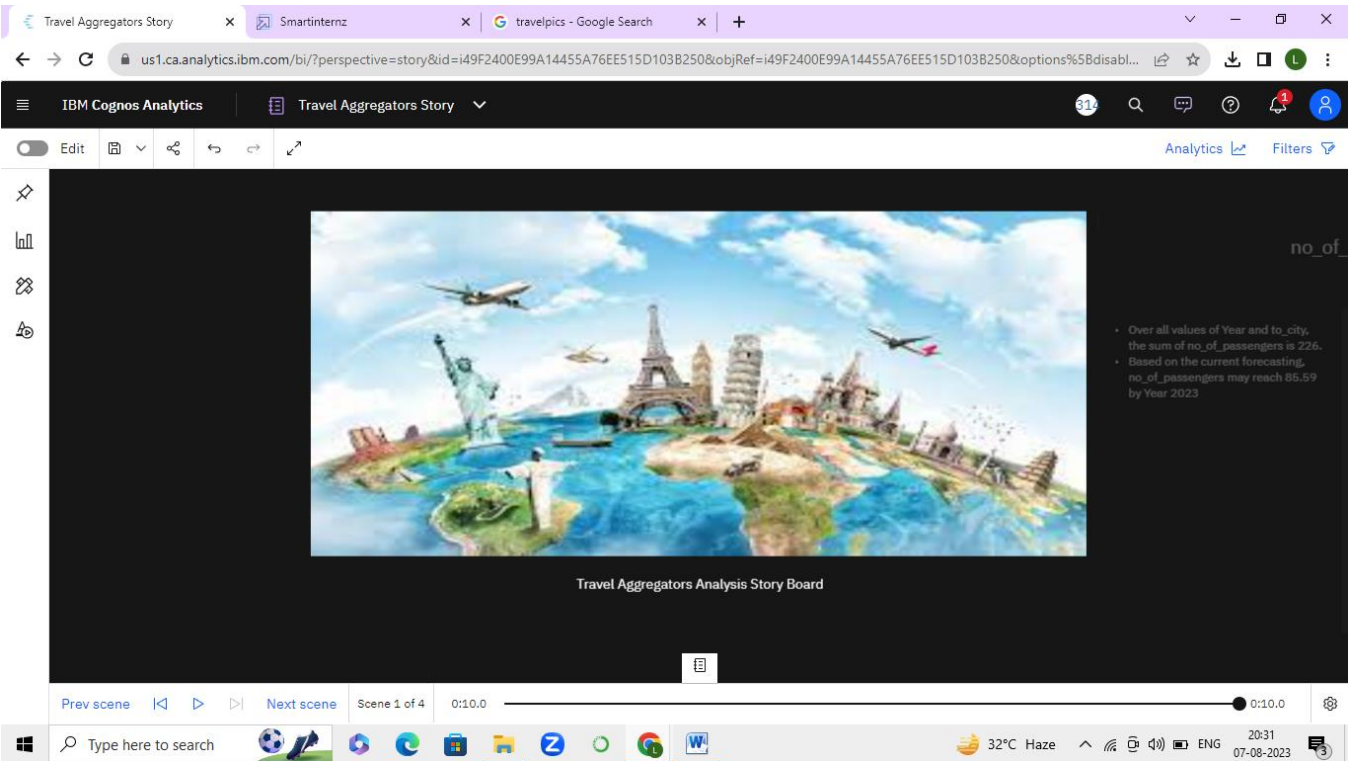 Travel Aggregators Story
Smartinternz
travelpics - Google Search
us1.ca.analytics.ibm.com/bi/?perspective=story&id=i49F2400E99A14455A76EE515D103B250&objRef=i49F2400E99A14455A76EE515D103B250&options%5Bdisabl...
L
IBM Cognos Analytics
Travel Aggregators Story
314
1
Edit
Analytics
Filters
no_of_
• Over all values of Year and to_city,
the sum of no_of_passengers is 226.
• Based on the current forecasting,
no_of_passengers may reach 85.59
by Year 2023
Travel Aggregators Analysis Story Board
Prev scene
Next scene
Scene 1 of 4
0:10.0
0:10.0
Type here to search
32°C Haze
ENG
20:31
07-08-2023
3